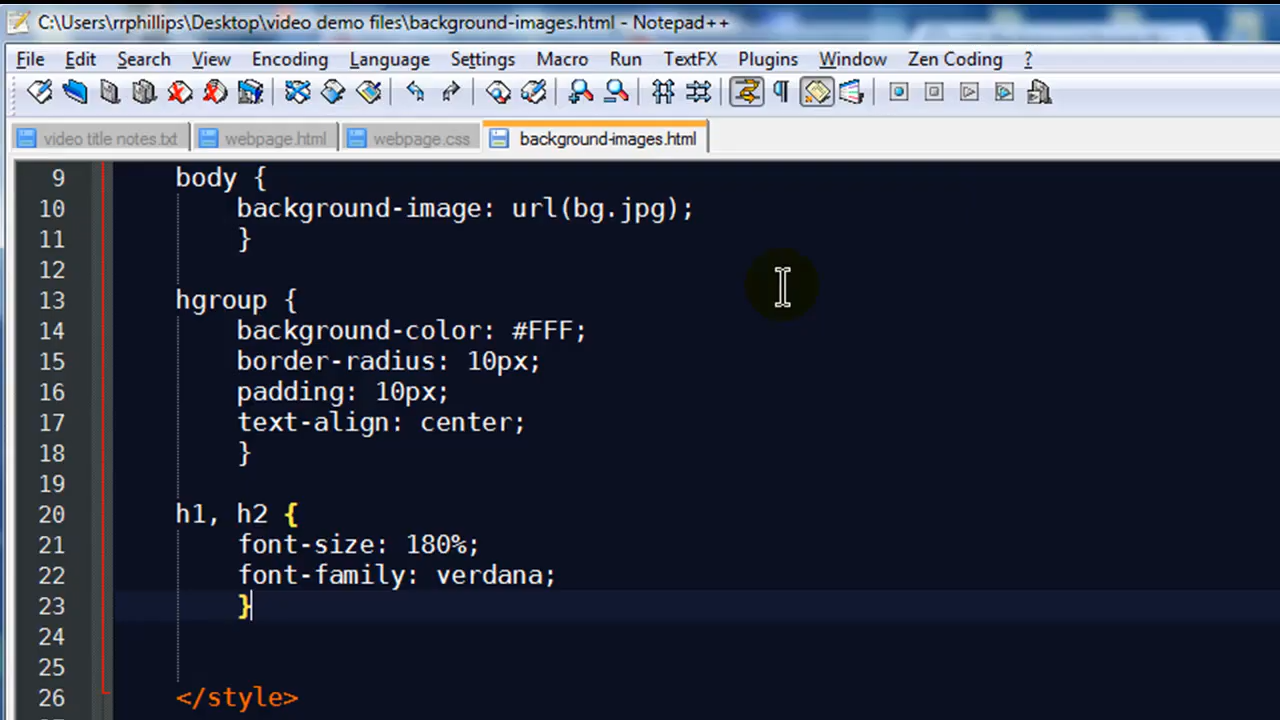 C:\Users\rrphillips\Desktop\video demo files\background-images.html - Notepad++
File Edit Search View Encoding Language Settings Macro Run TextFX Plugins Window Zen Coding ?
video title notes.txt webpage.html webpage.css background-images.html
9 body {
10 background-image: url(bg.jpg);
11 }
12
13 hgroup {
14 background-color: #FFF;
15 border-radius: 10px;
16 padding: 10px;
17 text-align: center;
18 }
19
20 h1, h2 {
21 font-size: 180%;
22 font-family: verdana;
23 }
24
25
26 </style>